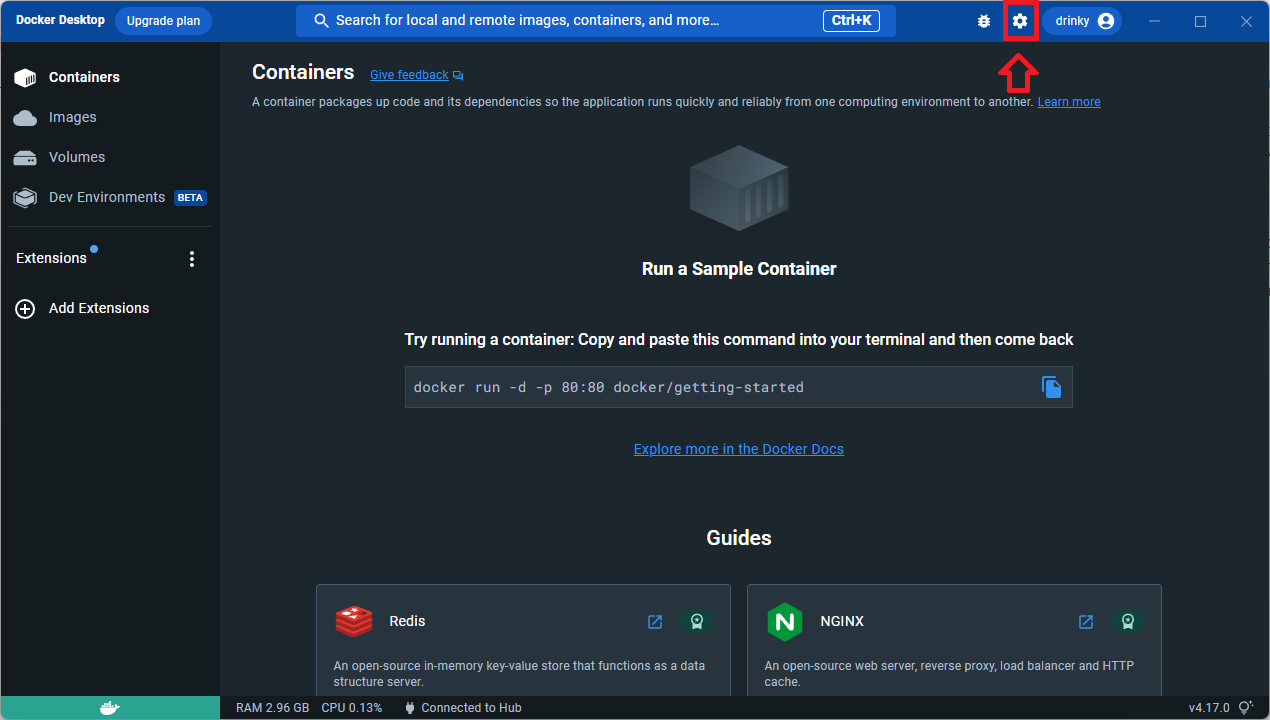 Docker Desktop
Upgrade plan
Search for local and remote images, containers, and more...
Ctrl+K
drinky
Containers
Images
Volumes
Dev Environments BETA
Extensions
Add Extensions
Containers
Give feedback
A container packages up code and its dependencies so the application runs quickly and reliably from one computing environment to another. Learn more
Run a Sample Container
Try running a container: Copy and paste this command into your terminal and then come back
docker run -d -p 80:80 docker/getting-started
Explore more in the Docker Docs
Guides
Redis
An open-source in-memory key-value store that functions as a data
structure server.
N
NGINX
An open-source web server, reverse proxy, load balancer and HTTP
cache.
RAM 2.96 GB CPU 0.13% Connected to Hub
v4.17.0